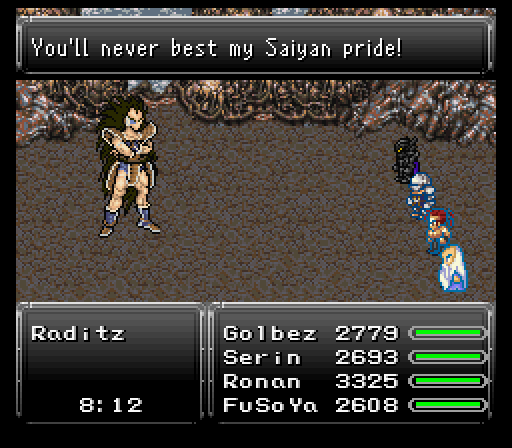 You'll never best my Saiyan pride!
Raditz
8:12
Golbez 2779
Serin 2693
Ronan 3325
FuSoYa 2608